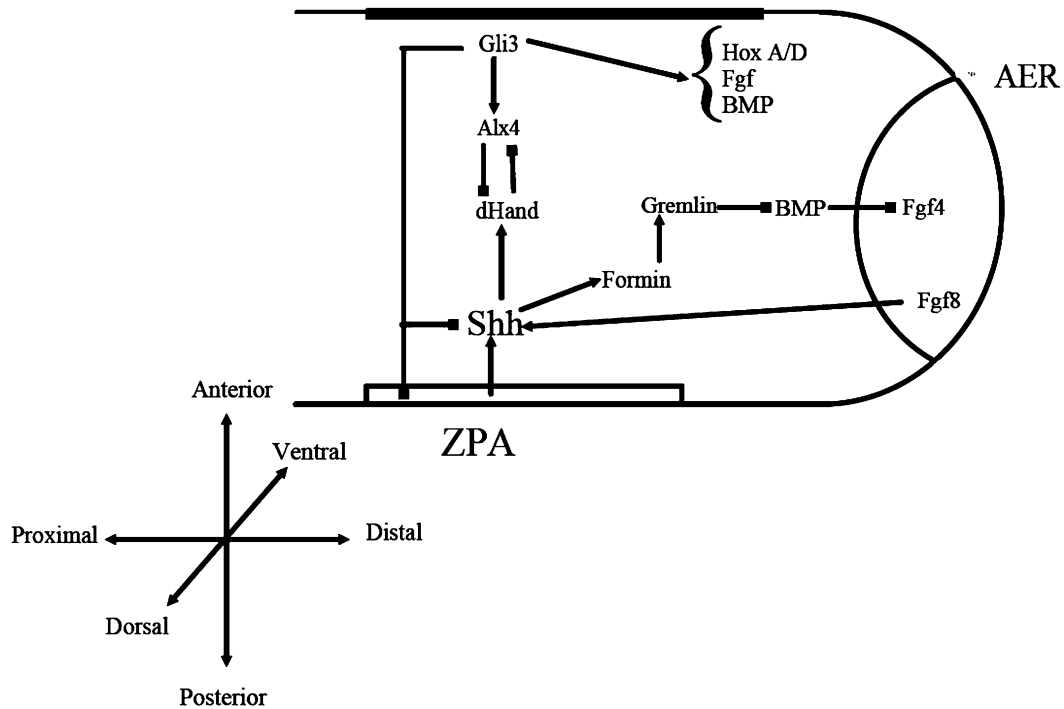 Gli3
Hox A/D
Fgf
BMP
AER
Alx4
dHand
Gremlin
BMP
Fgf4
Formin
Fgf8
Shh
ZPA
Anterior
Ventral
Proximal
Distal
Dorsal
Posterior